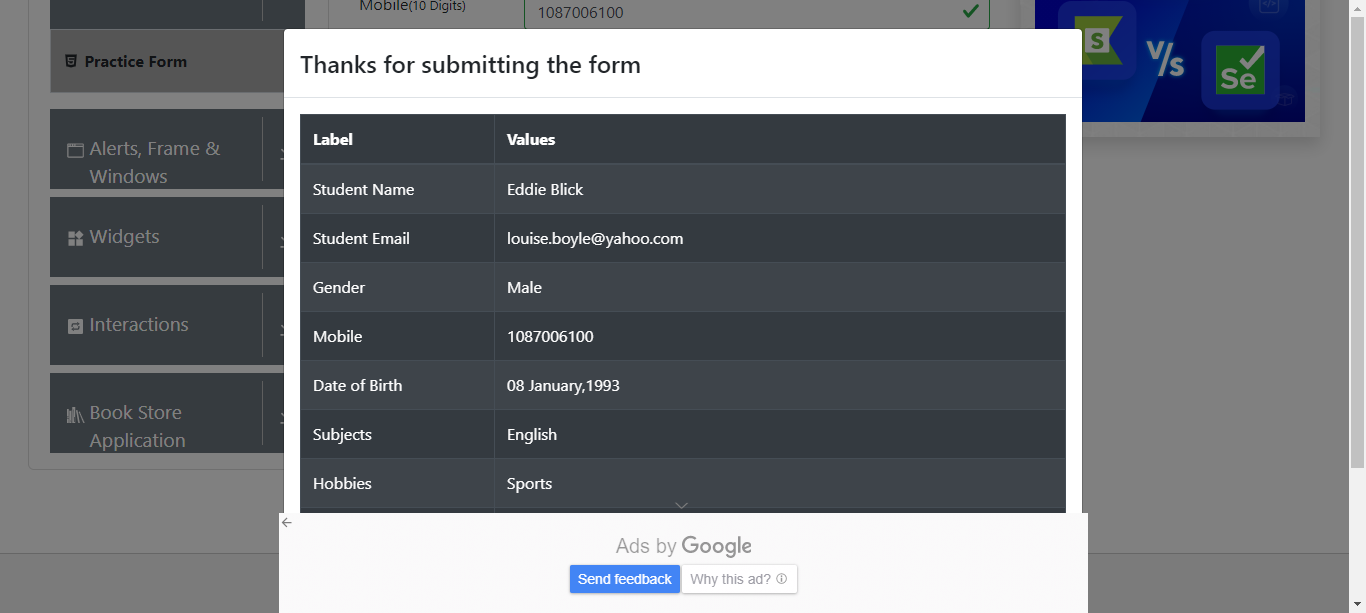 Mobile(10 Digits)
1087006100
Practice Form
S
V/s
Se
Thanks for submitting the form
Label Values
Alerts, Frame &
Windows
Student Name Eddie Blick
Widgets
Student Email louise.boyle@yahoo.com
Gender Male
Interactions
Mobile 1087006100
Date of Birth 08 January,1993
Book Store
Application
Subjects English
Hobbies Sports
Ads by Google
Send feedback Why this ad?